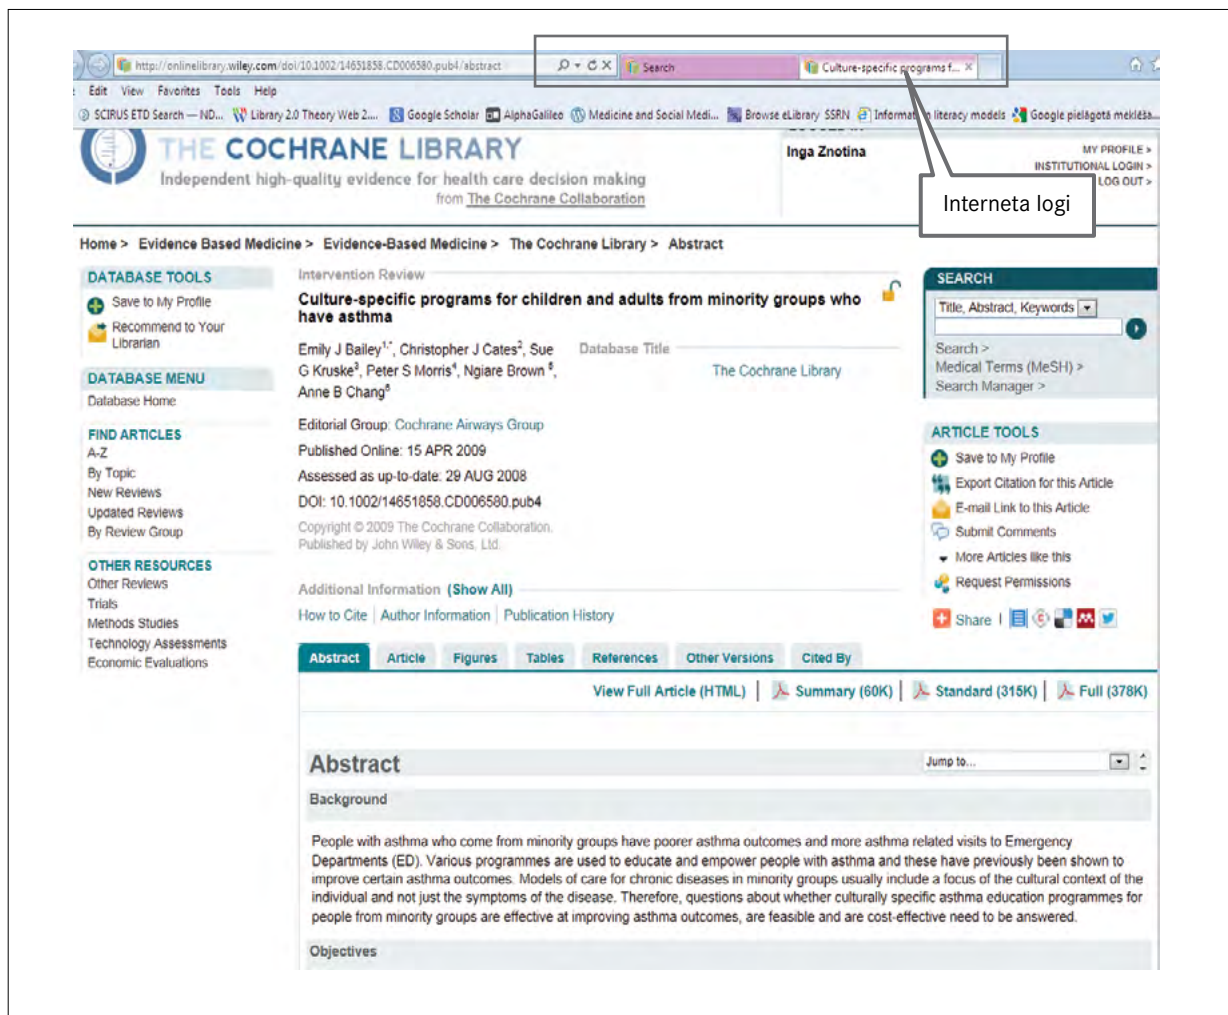 http://onlinelibrary.wiley.com/doi/10.1002/14651858.CD006580.pub4/abstract
Search
Culture-specific programs f...
Edit View Favorites Tools Help
SCIRUS ETD Search — ND... Library 2.0 Theory Web 2.... Google Scholar AlphaGalileo Medicine and Social Medi... Browse eLibrary SSRN Information literacy models Google pielāgotā meklēša...
THE COCHRANE LIBRARY
Independent high-quality evidence for health care decision making
from The Cochrane Collaboration
Inga Znotina
MY PROFILE >
INSTITUTIONAL LOGIN >
LOG OUT >
Interneta logi
Home > Evidence Based Medicine > Evidence-Based Medicine > The Cochrane Library > Abstract
DATABASE TOOLS
Save to My Profile
Recommend to Your
Librarian
DATABASE MENU
Database Home
FIND ARTICLES
A-Z
By Topic
New Reviews
Updated Reviews
By Review Group
OTHER RESOURCES
Other Reviews
Trials
Methods Studies
Technology Assessments
Economic Evaluations
Intervention Review
Culture-specific programs for children and adults from minority groups who
have asthma
Emily J Bailey1,*, Christopher J Cates2, Sue
G Kruske3, Peter S Morris4, Ngiare Brown 5,
Anne B Chang6
Database Title
The Cochrane Library
Editorial Group: Cochrane Airways Group
Published Online: 15 APR 2009
Assessed as up-to-date: 29 AUG 2008
DOI: 10.1002/14651858.CD006580.pub4
Copyright © 2009 The Cochrane Collaboration.
Published by John Wiley & Sons, Ltd.
Additional Information (Show All)
How to Cite | Author Information | Publication History
SEARCH
Title, Abstract, Keywords
Search >
Medical Terms (MeSH) >
Search Manager >
ARTICLE TOOLS
Save to My Profile
Export Citation for this Article
E-mail Link to this Article
Submit Comments
More Articles like this
Request Permissions
Share |
Abstract Article Figures Tables References Other Versions Cited By
View Full Article (HTML) | Summary (60K) | Standard (315K) | Full (378K)
Abstract
Jump to...
Background
People with asthma who come from minority groups have poorer asthma outcomes and more asthma related visits to Emergency
Departments (ED). Various programmes are used to educate and empower people with asthma and these have previously been shown to
improve certain asthma outcomes. Models of care for chronic diseases in minority groups usually include a focus of the cultural context of the
individual and not just the symptoms of the disease. Therefore, questions about whether culturally specific asthma education programmes for
people from minority groups are effective at improving asthma outcomes, are feasible and are cost-effective need to be answered.
Objectives